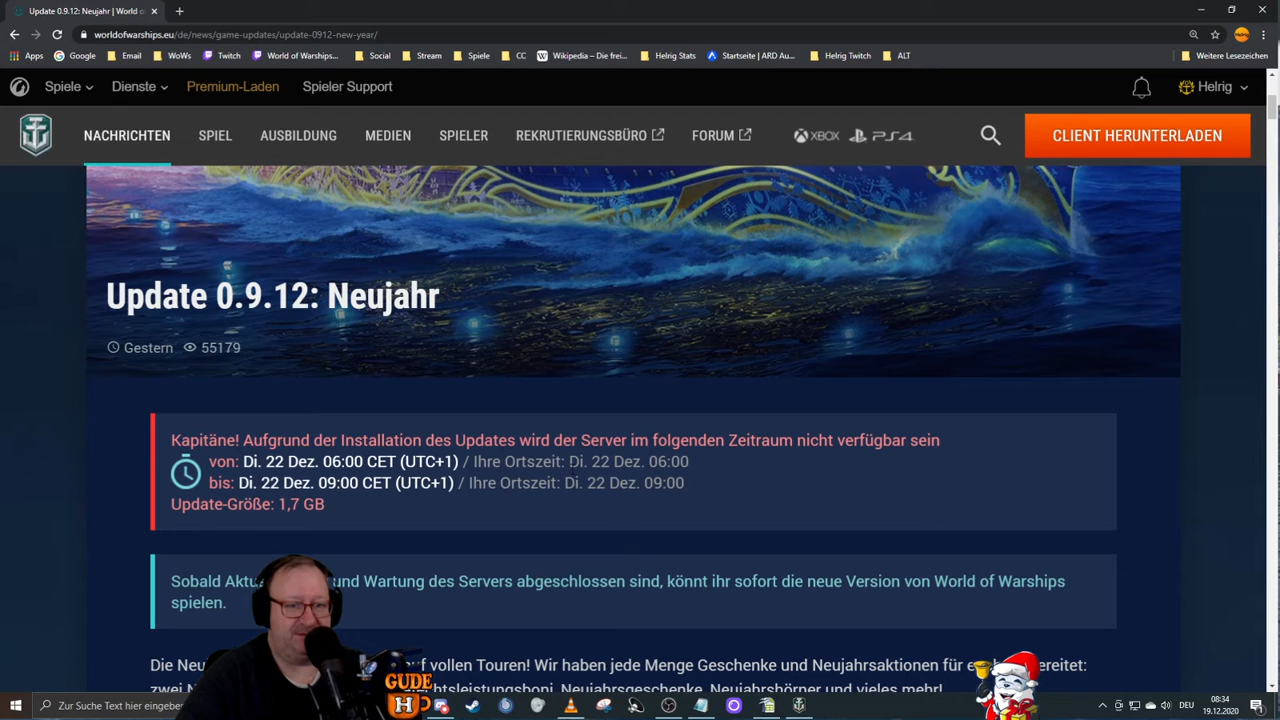 Update 0.9.12: Neujahr | World of
worldofwarships.eu/de/news/game-updates/update-0912-new-year/
Apps Google Email WoWs Twitch World of Warships... Social Stream Spiele CC Wikipedia – Die frei... Helrig Stats Startseite | ARD Au... Helrig Twitch ALT Weitere Lesezeichen
Spiele Dienste Premium-Laden Spieler Support Helrig
NACHRICHTEN SPIEL AUSBILDUNG MEDIEN SPIELER REKRUTIERUNGSBÜRO FORUM XBOX PS4 CLIENT HERUNTERLADEN
Update 0.9.12: Neujahr
Gestern 55179
Kapitäne! Aufgrund der Installation des Updates wird der Server im folgenden Zeitraum nicht verfügbar sein
von: Di. 22 Dez. 06:00 CET (UTC+1) / Ihre Ortszeit: Di. 22 Dez. 06:00
bis: Di. 22 Dez. 09:00 CET (UTC+1) / Ihre Ortszeit: Di. 22 Dez. 09:00
Update-Größe: 1,7 GB
Sobald und Wartung des Servers abgeschlossen sind, könnt ihr sofort die neue Version von World of Warships
spielen.
Die vollen Touren! Wir haben jede Menge Geschenke und Neujahrsaktionen für
Neujahrsgeschenke, Neujahrshörner und vieles mehr!
GUDE
H
Zur Suche Text hier eingeben
DEU
08:34
19.12.2020